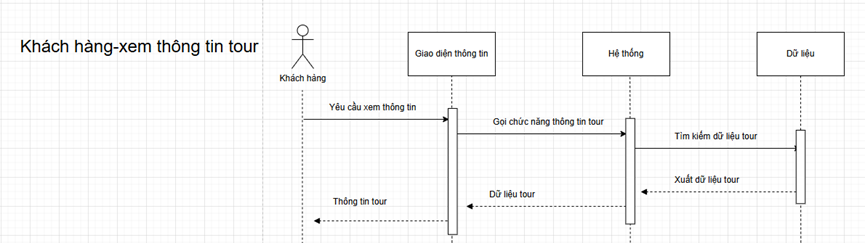 Khách hàng-xem thông tin tour
Khách hàng
Giao diện thông tin
Hệ thống
Dữ liệu
Yêu cầu xem thông tin
Gọi chức năng thông tin tour
Tìm kiếm dữ liệu tour
Xuất dữ liệu tour
Dữ liệu tour
Thông tin tour